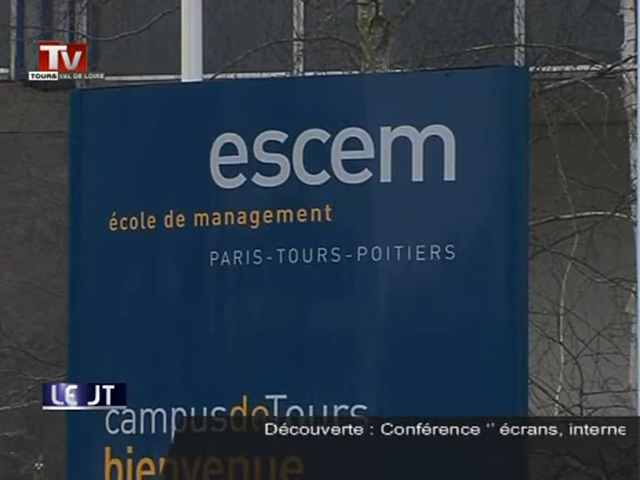 TV
TOURS VAL DE LOIRE
escem
école de management
PARIS-TOURS-POITIERS
LE JT
campusdeTours
bienvenue
Découverte : Conférence " écrans, interne